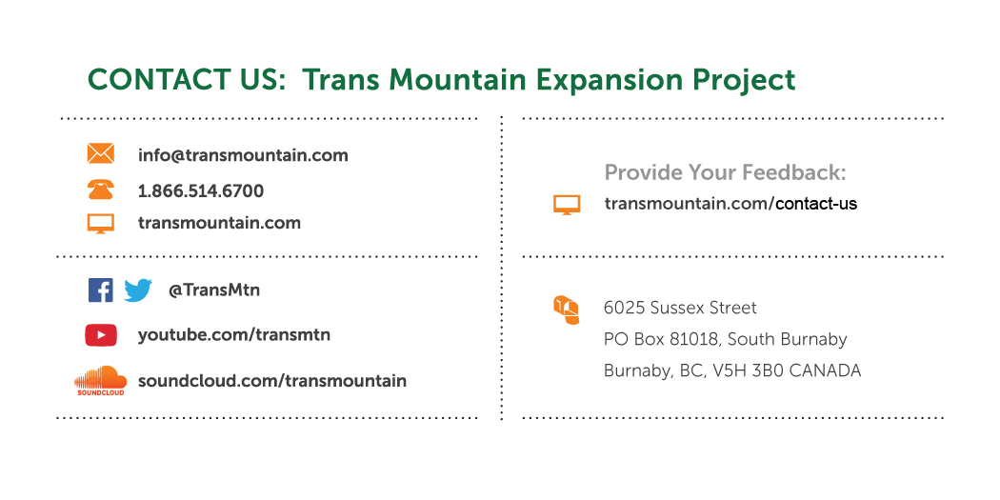 CONTACT US: Trans Mountain Expansion Project
info@transmountain.com
1.866.514.6700
transmountain.com
@TransMtn
youtube.com/transmtn
SOUNDCLOUD
soundcloud.com/transmountain
Provide Your Feedback:
transmountain.com/contact-us
6025 Sussex Street
PO Box 81018, South Burnaby
Burnaby, BC, V5H 3B0 CANADA